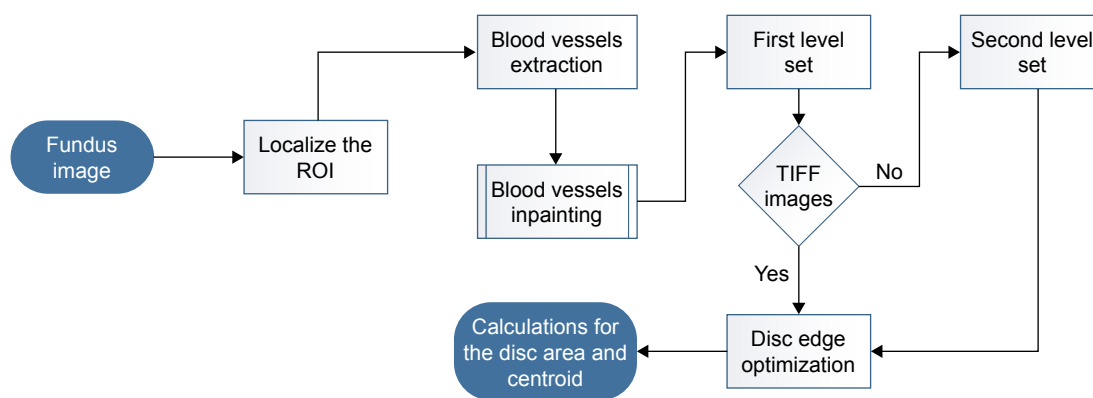 Fundus
image
Localize the
ROI
Blood vessels
extraction
Blood vessels
inpainting
First level
set
TIFF
images
No
Second level
set
Yes
Disc edge
optimization
Calculations for
the disc area and
centroid